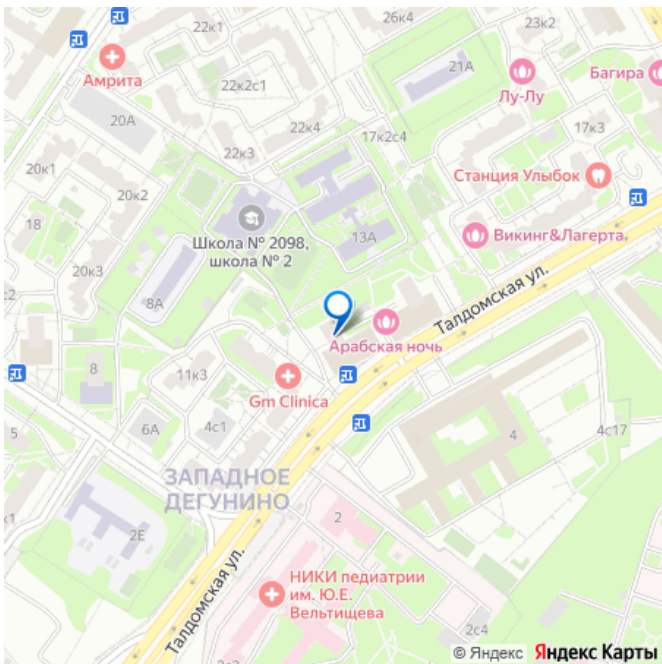 22к1
26к4
23к2
Амрита
22к2с1
21А
Багира
Лу-Лу
20А
22к4
17к2с4
17к3
22к3
20к1
20к2
Станция Улыбок
18
Школа № 2098,
школа № 2
13А
Викинг&Лагерта
20к3
с2
8А
Талдомская ул.
Арабская ночь
8
11к3
Gm Clinica
5
6А
4с1
4
4с17
ЗАПАДНОЕ
ДЕГУНИНО
к1
2
2Е
НИКИ педиатрии
им. Ю.Е.
Вельтищева
Талдомская ул.
2с4
2с2
© Яндекс Яндекс Карты